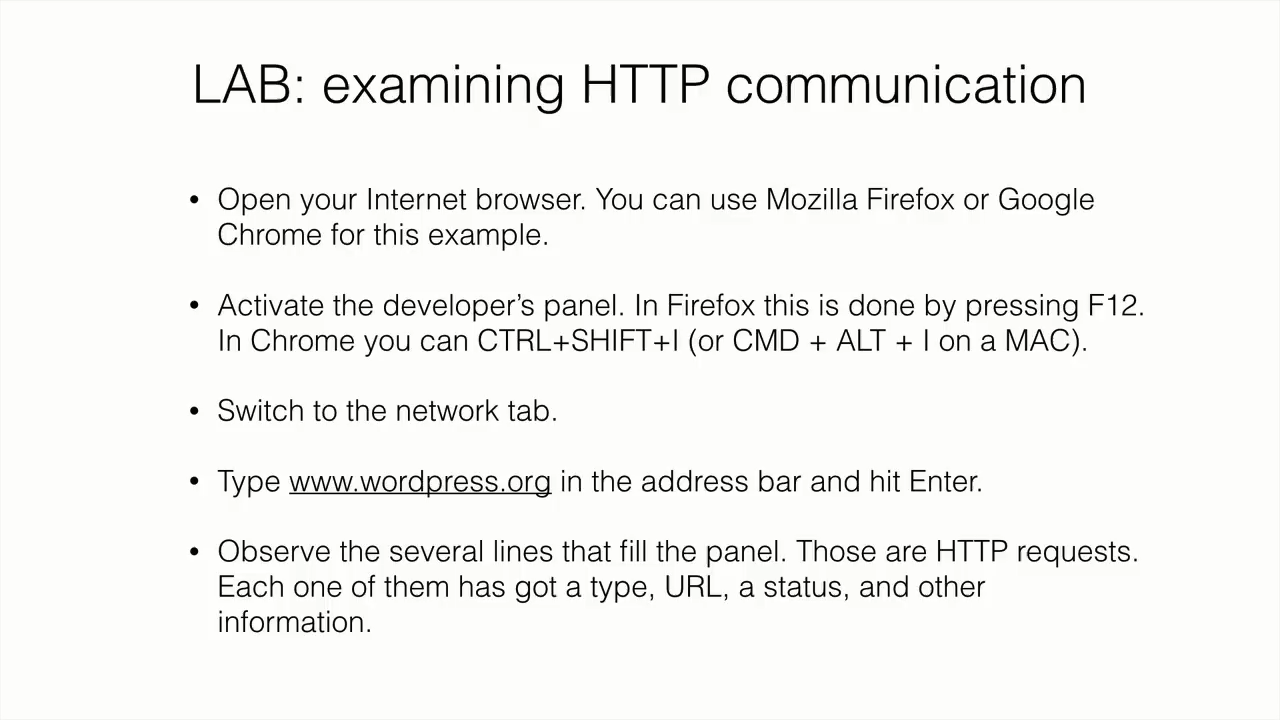 LAB: examining HTTP communication
• Open your Internet browser. You can use Mozilla Firefox or Google
Chrome for this example.
• Activate the developer’s panel. In Firefox this is done by pressing F12.
In Chrome you can CTRL+SHIFT+I (or CMD + ALT + I on a MAC).
• Switch to the network tab.
• Type www.wordpress.org in the address bar and hit Enter.
• Observe the several lines that fill the panel. Those are HTTP requests.
Each one of them has got a type, URL, a status, and other
information.